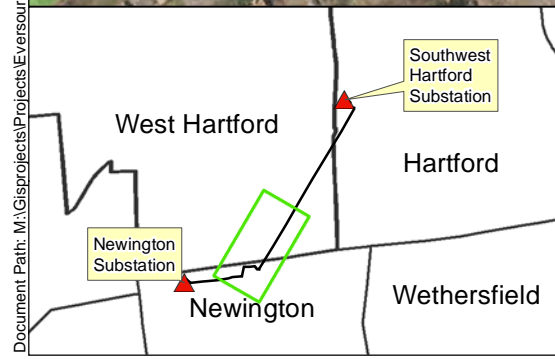 Document Path: M:\Gisprojects\Projects\Eversour
Southwest
Hartford
Substation
West Hartford
Hartford
Newington
Substation
Newington
Wethersfield